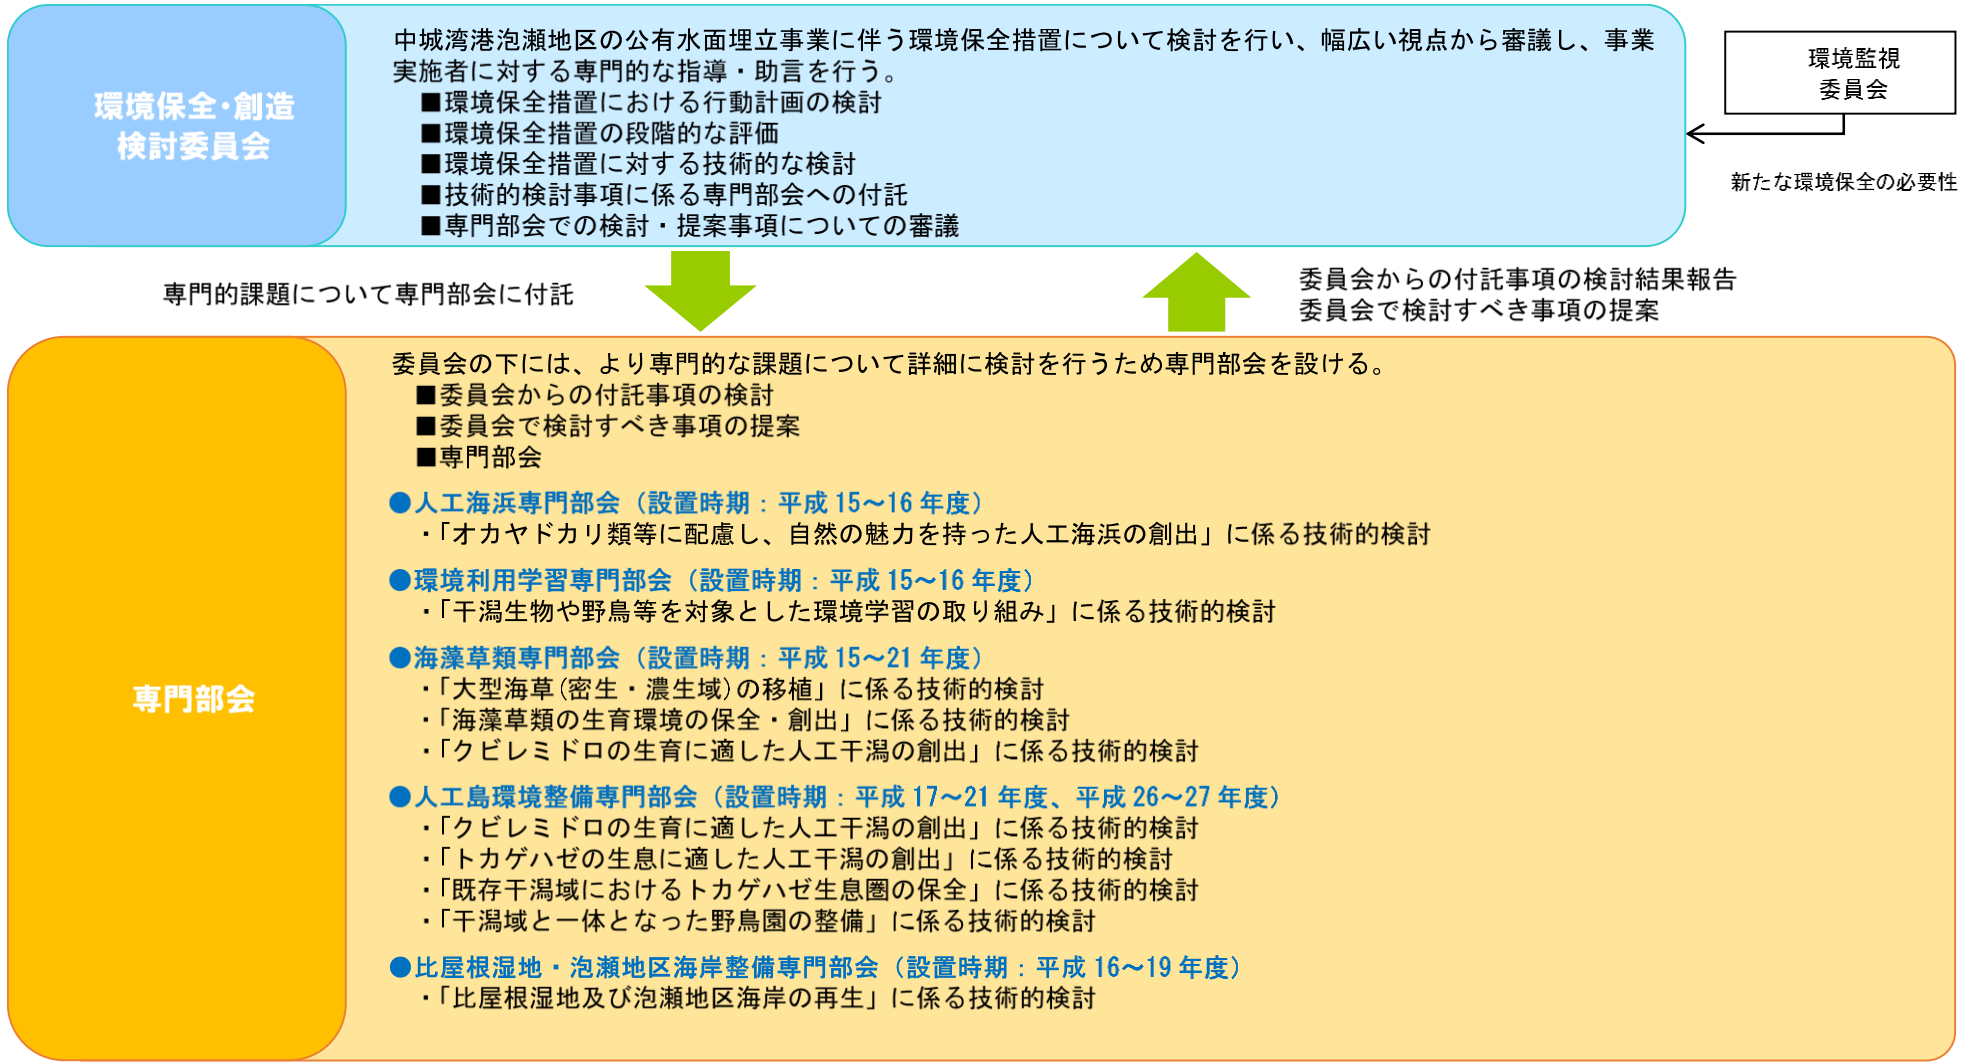 環境保全・創造
検討委員会
中城湾港泡瀬地区の公有水面埋立事業に伴う環境保全措置について検討を行い、幅広い視点から審議し、事業
実施者に対する専門的な指導・助言を行う。
■環境保全措置における行動計画の検討
■環境保全措置の段階的な評価
■環境保全措置に対する技術的な検討
■技術的検討事項に係る専門部会への付託
■専門部会での検討・提案事項についての審議
環境監視
委員会
新たな環境保全の必要性
専門的課題について専門部会に付託
委員会からの付託事項の検討結果報告
委員会で検討すべき事項の提案
専門部会
委員会の下には、より専門的な課題について詳細に検討を行うため専門部会を設ける。
■委員会からの付託事項の検討
■委員会で検討すべき事項の提案
■専門部会
●人工海浜専門部会（設置時期：平成15～16年度）
・「オカヤドカリ類等に配慮し、自然の魅力を持った人工海浜の創出」に係る技術的検討
●環境利用学習専門部会（設置時期：平成15～16年度）
・「干潟生物や野鳥等を対象とした環境学習の取り組み」に係る技術的検討
●海藻草類専門部会（設置時期：平成15～21年度）
・「大型海草(密生・濃生域)の移植」に係る技術的検討
・「海藻草類の生育環境の保全・創出」に係る技術的検討
・「クビレミドロの生育に適した人工干潟の創出」に係る技術的検討
●人工島環境整備専門部会（設置時期：平成17～21年度、平成26～27年度）
・「クビレミドロの生育に適した人工干潟の創出」に係る技術的検討
・「トカゲハゼの生息に適した人工干潟の創出」に係る技術的検討
・「既存干潟域におけるトカゲハゼ生息圏の保全」に係る技術的検討
・「干潟域と一体となった野鳥園の整備」に係る技術的検討
●比屋根湿地・泡瀬地区海岸整備専門部会（設置時期：平成16～19年度）
・「比屋根湿地及び泡瀬地区海岸の再生」に係る技術的検討